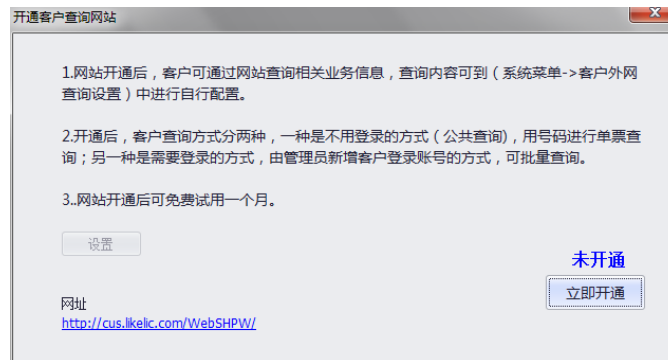 开通客户查询网站
1.网站开通后，客户可通过网站查询相关业务信息，查询内容可到（系统菜单->客户外网
查询设置）中进行自行配置。
2.开通后，客户查询方式分两种，一种是不用登录的方式（公共查询)，用号码进行单票查
询；另一种是需要登录的方式，由管理员新增客户登录账号的方式，可批量查询。
3..网站开通后可免费试用一个月。
设置
未开通
立即开通
网址
http://cus.likelic.com/WebSHPW/